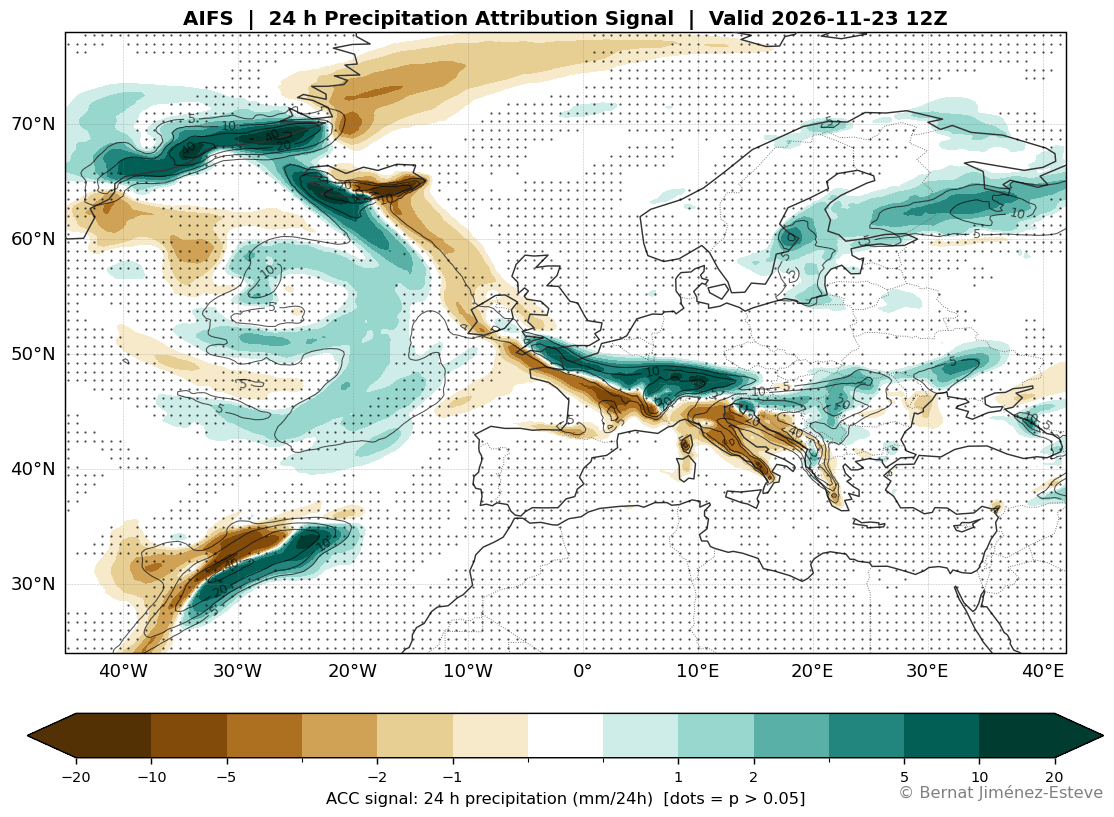 AIFS | 24 h Precipitation Attribution Signal | Valid 2026-11-23 12Z
70°N
60°N
50°N
40°N
30°N
40°W 30°W 20°W 10°W 0° 10°E 20°E 30°E 40°E
−20 −10 −5 −2 −1 1 2 5 10 20
ACC signal: 24 h precipitation (mm/24h) [dots = p > 0.05]
© Bernat Jiménez-Esteve